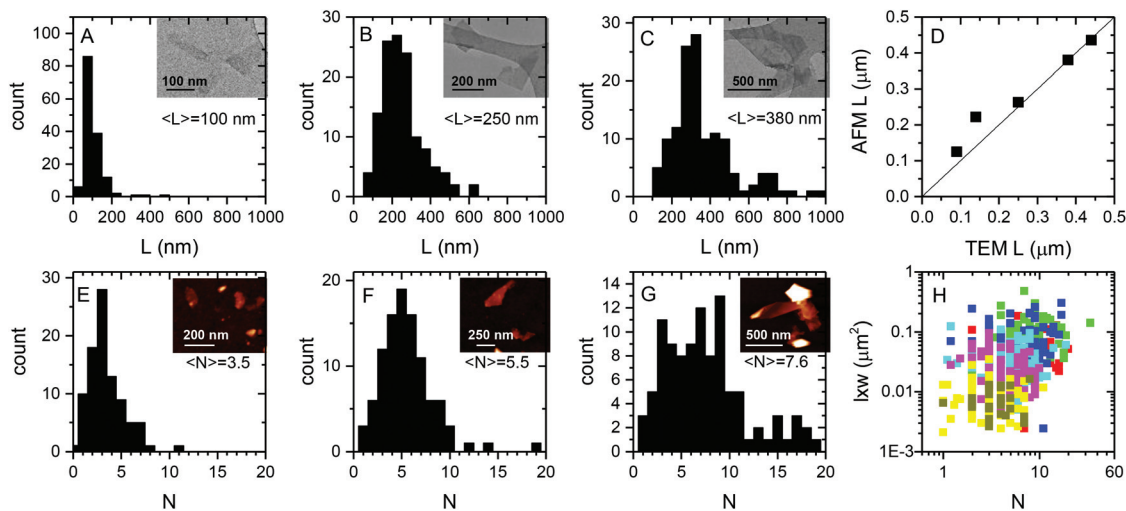 A
100 nm
<L>=100 nm
count
0
20
40
60
80
100
0
200
400
600
800
1000
L (nm)
B
200 nm
<L>=250 nm
count
0
10
20
30
0
200
400
600
800
1000
L (nm)
C
500 nm
<L>=380 nm
count
0
10
20
30
0
200
400
600
800
1000
L (nm)
D
AFM L (μm)
0.0
0.1
0.2
0.3
0.4
0.5
0.0
0.1
0.2
0.3
0.4
0.5
TEM L (μm)
E
200 nm
<N>=3.5
count
0
10
20
30
0
5
10
15
20
N
F
250 nm
<N>=5.5
count
0
10
20
0
5
10
15
20
N
G
500 nm
<N>=7.6
count
0
2
4
6
8
10
12
14
0
5
10
15
20
N
H
lxw (μm²)
1E-3
0.01
0.1
1
1
10
60
N